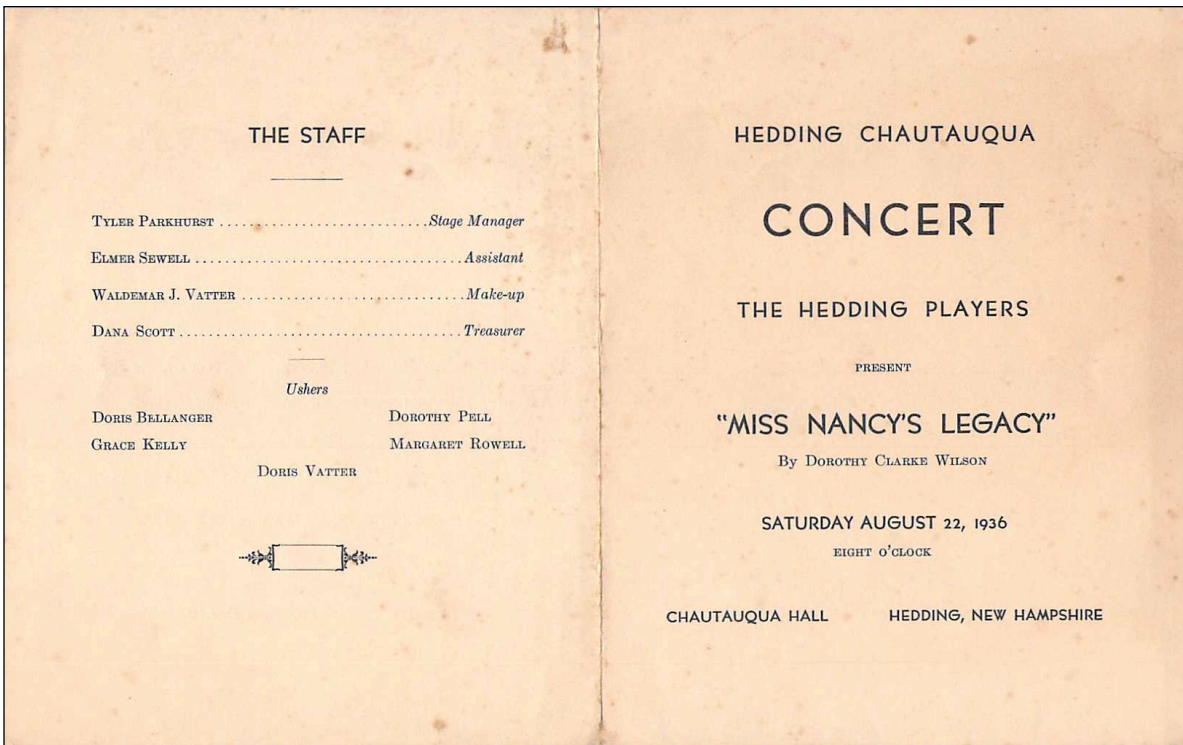 THE STAFF
TYLER PARKHURST ............................Stage Manager
ELMER SEWELL ....................................Assistant
WALDEMAR J. VATTER ..............................Make-up
DANA SCOTT ......................................Treasurer
Ushers
DORIS BELLANGER DOROTHY PELL
GRACE KELLY MARGARET ROWELL
DORIS VATTER
HEDDING CHAUTAUQUA
CONCERT
THE HEDDING PLAYERS
PRESENT
"MISS NANCY'S LEGACY"
By DOROTHY CLARKE WILSON
SATURDAY AUGUST 22, 1936
EIGHT O'CLOCK
CHAUTAUQUA HALL HEDDING, NEW HAMPSHIRE